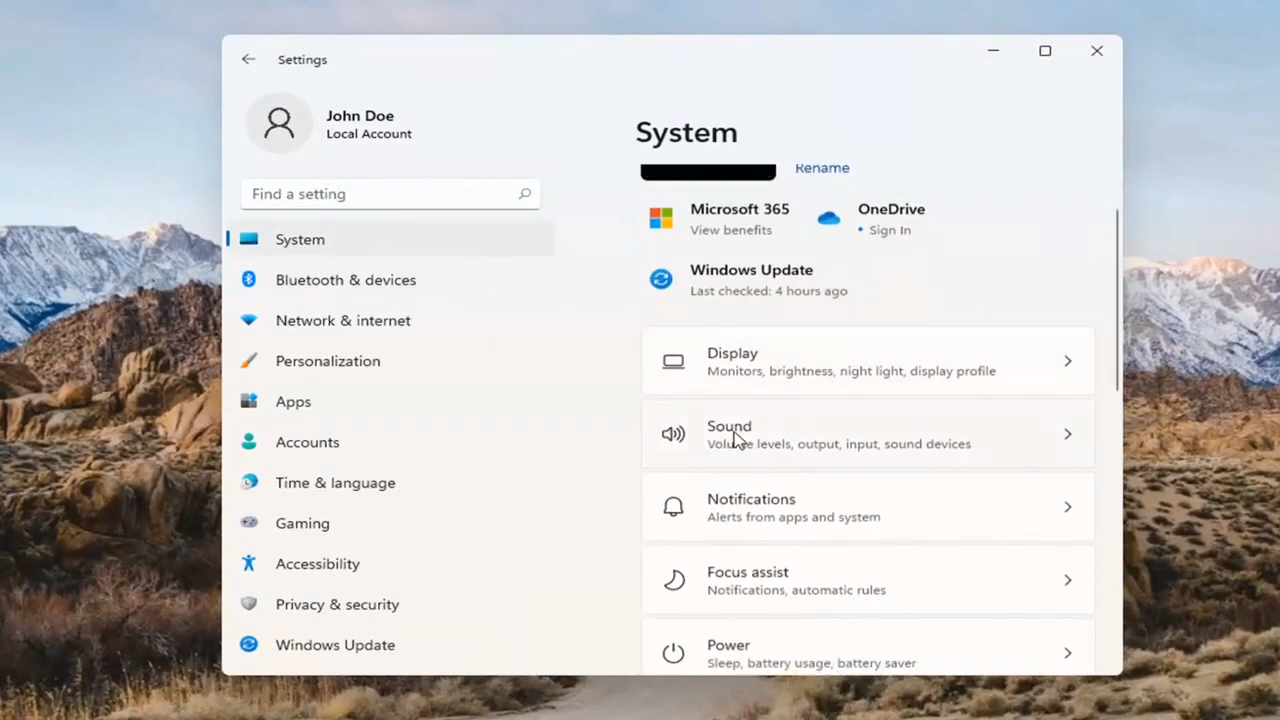 Settings
John Doe
Local Account
Find a setting
System
Bluetooth & devices
Network & internet
Personalization
Apps
Accounts
Time & language
Gaming
Accessibility
Privacy & security
Windows Update
System
Rename
Microsoft 365
View benefits
OneDrive
• Sign In
Windows Update
Last checked: 4 hours ago
Display
Monitors, brightness, night light, display profile
Sound
Volume levels, output, input, sound devices
Notifications
Alerts from apps and system
Focus assist
Notifications, automatic rules
Power
Sleep, battery usage, battery saver